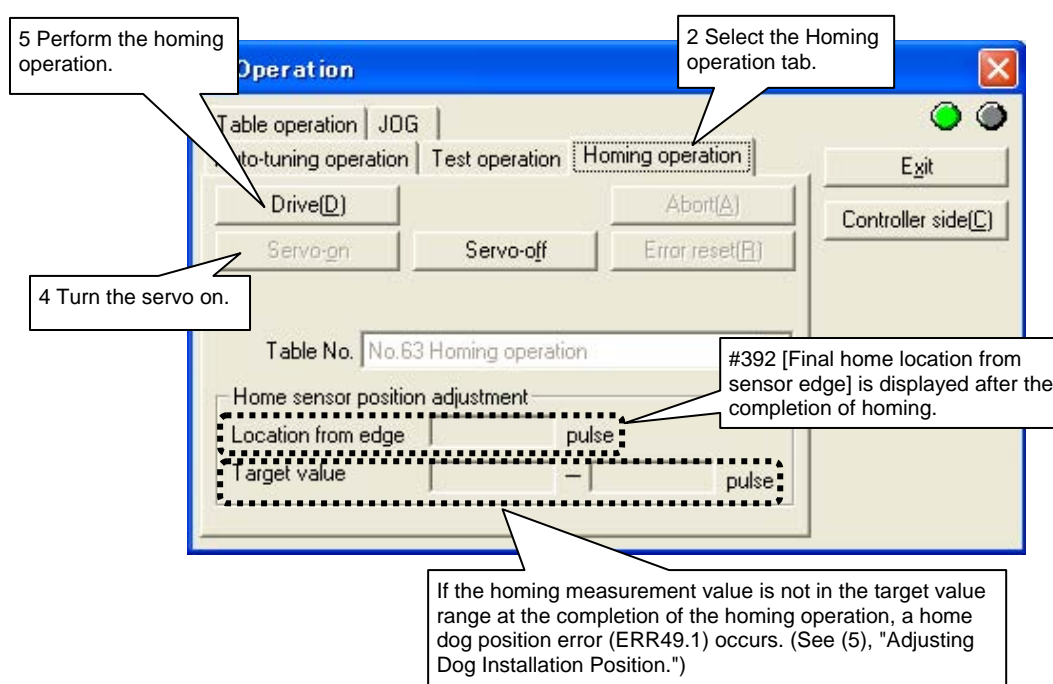 5 Perform the homing
operation.
2 Select the Homing
operation tab.
Operation
Table operation
JOG
Auto-tuning operation
Test operation
Homing operation
Exit
Drive(D)
Abort(A)
Controller side(C)
Servo-on
Servo-off
Error reset(R)
4 Turn the servo on.
Table No.
No.63 Homing operation
#392 [Final home location from
sensor edge] is displayed after the
completion of homing.
Home sensor position adjustment
Location from edge
pulse
Target value
–
pulse
If the homing measurement value is not in the target value
range at the completion of the homing operation, a home
dog position error (ERR49.1) occurs. (See (5), "Adjusting
Dog Installation Position.")